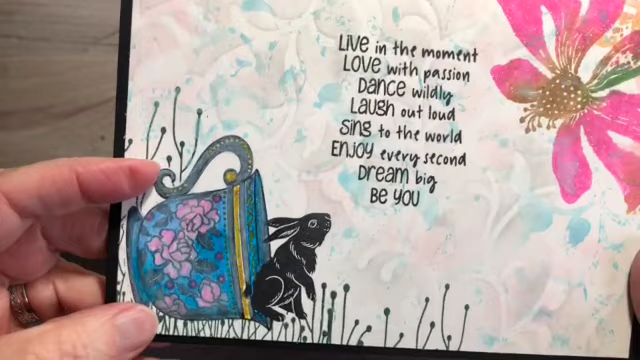 LIVE in the moment
LOVE with passion
DANCE wildly
LAUGH out loud
SING to the world
ENJOY every second
DREAM big
BE YOU